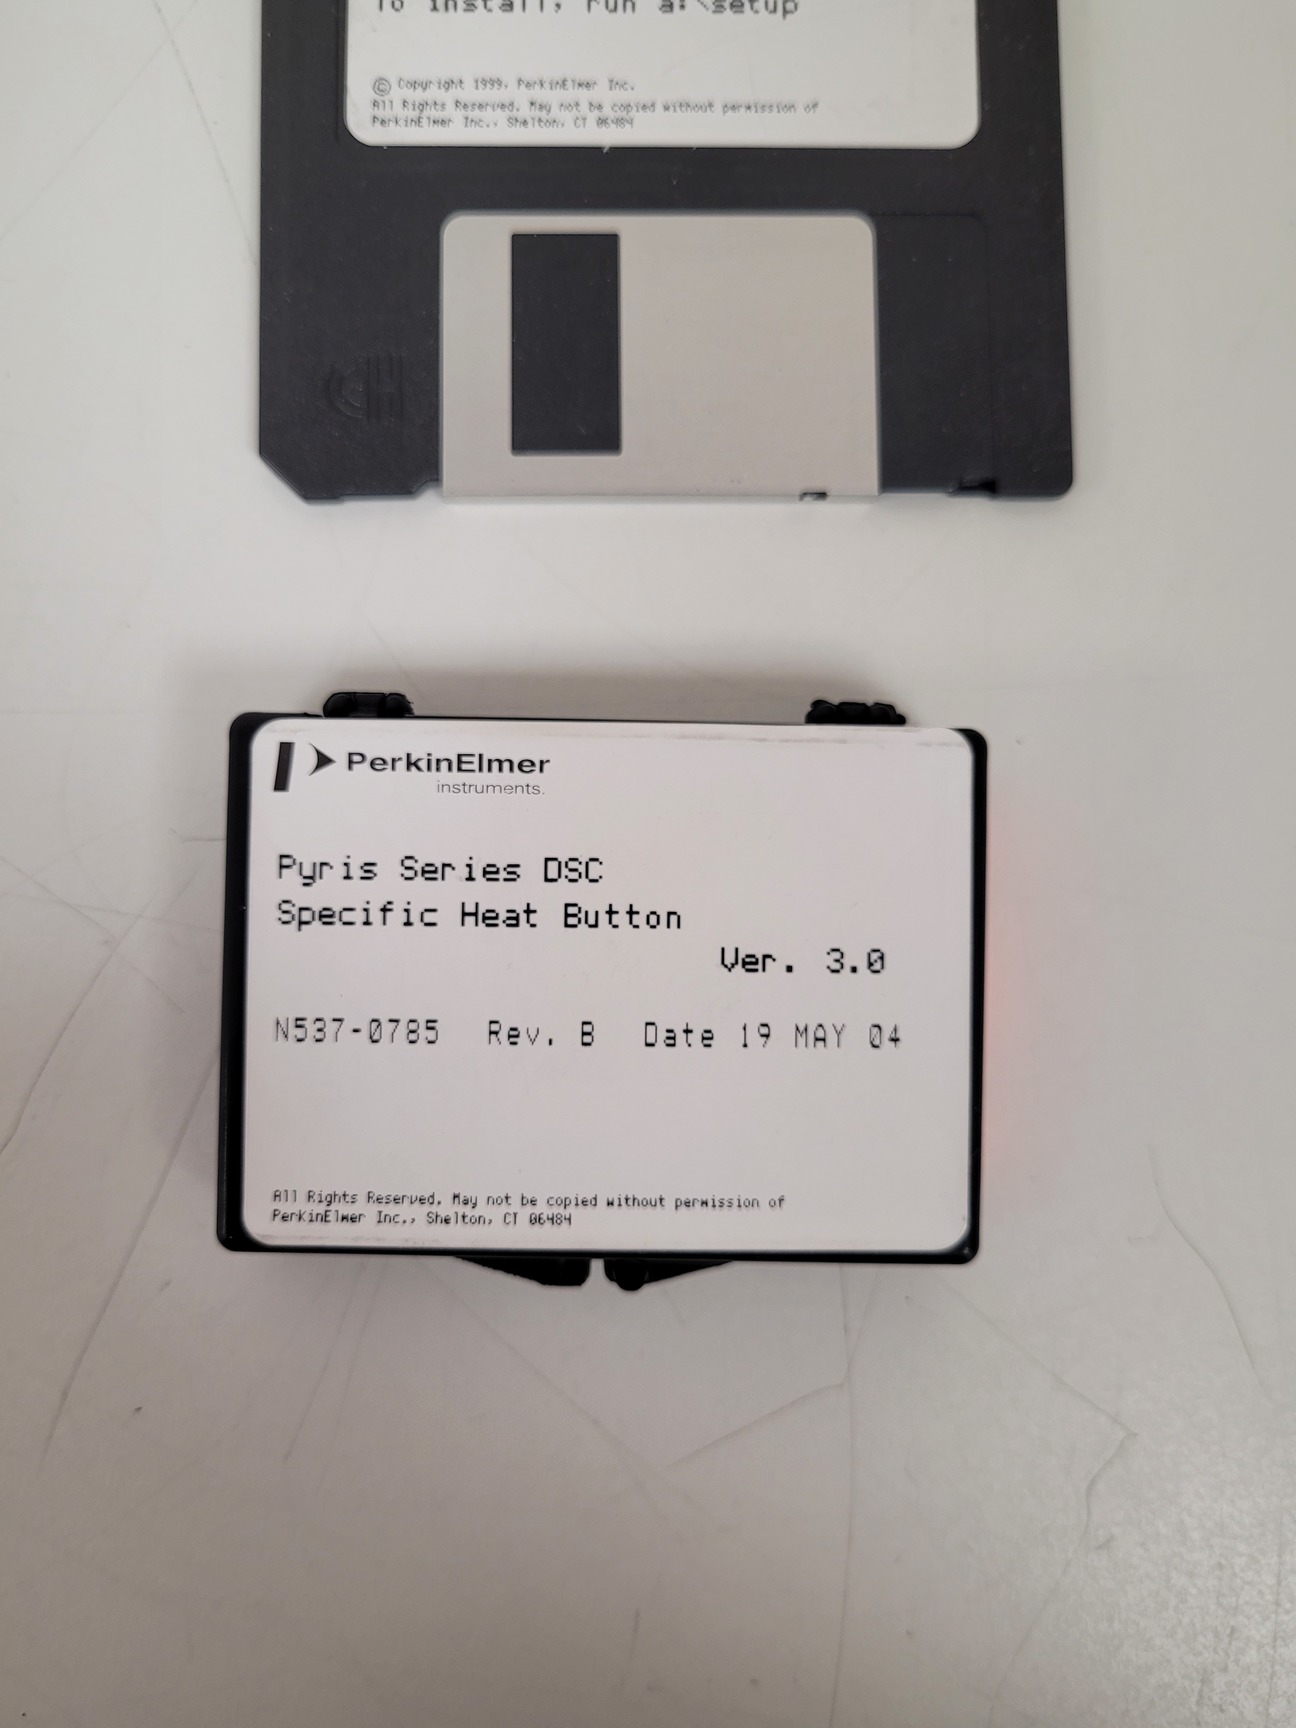 To install, run a:\setup
© Copyright 1999, PerkinElmer Inc.
All Rights Reserved. May not be copied without permission of
PerkinElmer Inc., Shelton, CT 06484
PerkinElmer
instruments.
Pyris Series DSC
Specific Heat Button
Ver. 3.0
N537-0785 Rev. B Date 19 MAY 04
All Rights Reserved. May not be copied without permission of
PerkinElmer Inc., Shelton, CT 06484